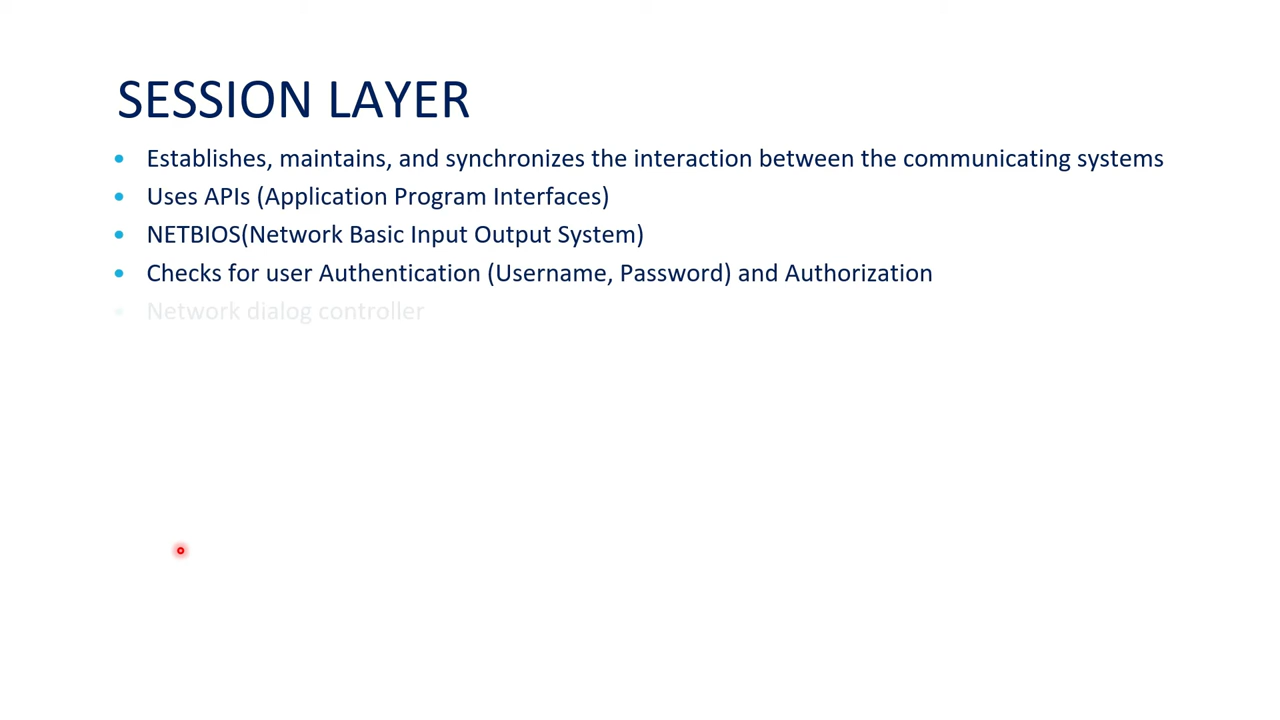 SESSION LAYER
• Establishes, maintains, and synchronizes the interaction between the communicating systems
• Uses APIs (Application Program Interfaces)
• NETBIOS(Network Basic Input Output System)
• Checks for user Authentication (Username, Password) and Authorization
• Network dialog controller